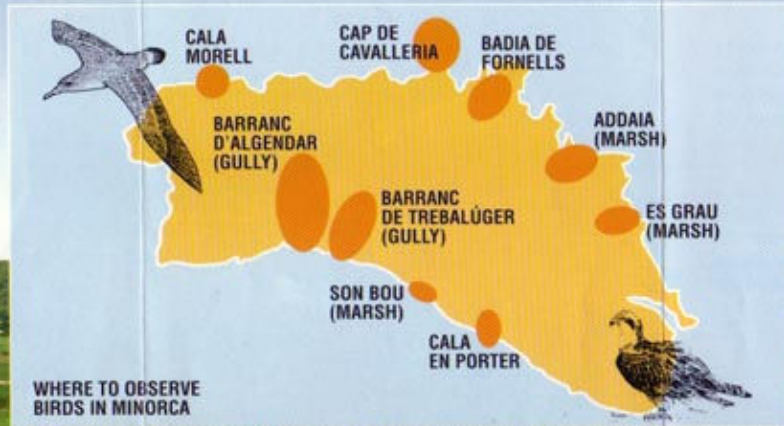 CALA
MORELL
CAP DE
CAVALLERIA
BADIA DE
FORNELLS
BARRANC
D'ALGENDAR
(GULLY)
ADDAIA
(MARSH)
BARRANC
DE TREBALÚGER
(GULLY)
ES GRAU
(MARSH)
SON BOU
(MARSH)
CALA
EN PORTER
WHERE TO OBSERVE
BIRDS IN MINORCA